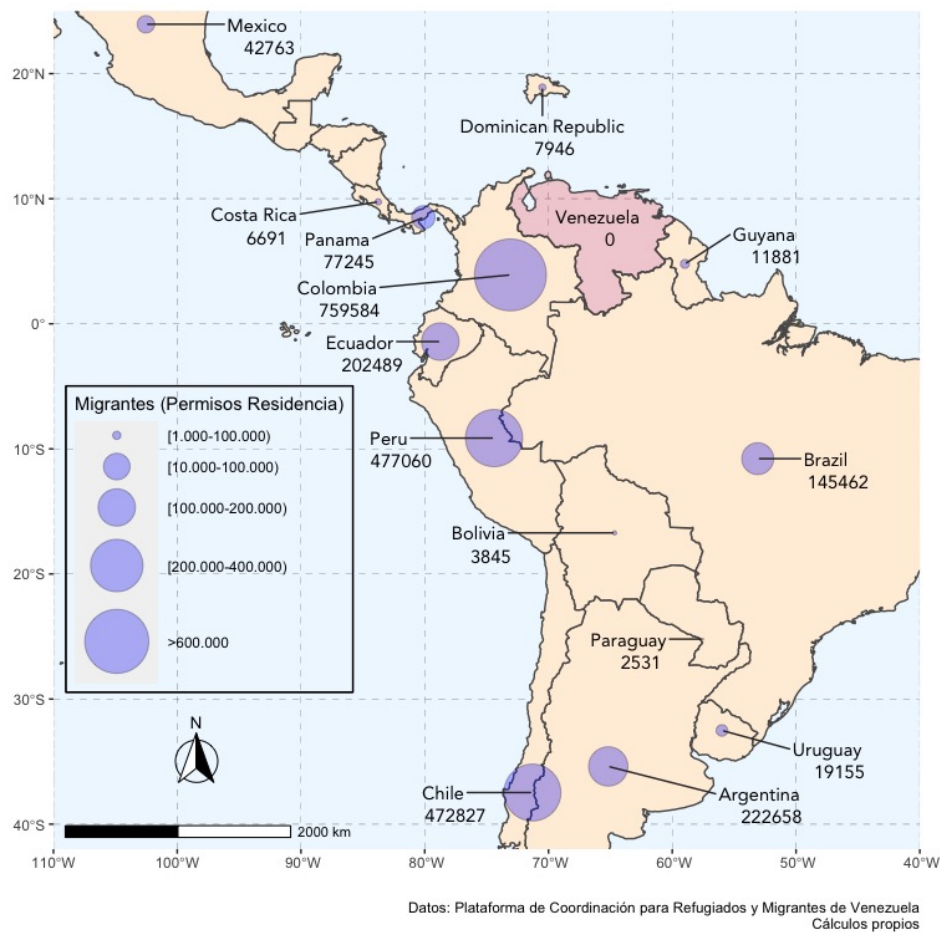 Mexico
42763
20°N
Dominican Republic
7946
10°N
Costa Rica
6691
Panama
77245
Venezuela
0
Guyana
11881
Colombia
759584
0°
Ecuador
202489
Migrantes (Permisos Residencia)
[1.000-100.000)
[10.000-100.000)
[100.000-200.000)
[200.000-400.000)
>600.000
Peru
477060
10°S
Brazil
145462
Bolivia
3845
20°S
Paraguay
2531
30°S
N
Uruguay
19155
Chile
472827
Argentina
222658
40°S
2000 km
110°W 100°W 90°W 80°W 70°W 60°W 50°W 40°W
Datos: Plataforma de Coordinación para Refugiados y Migrantes de Venezuela
Cálculos propios